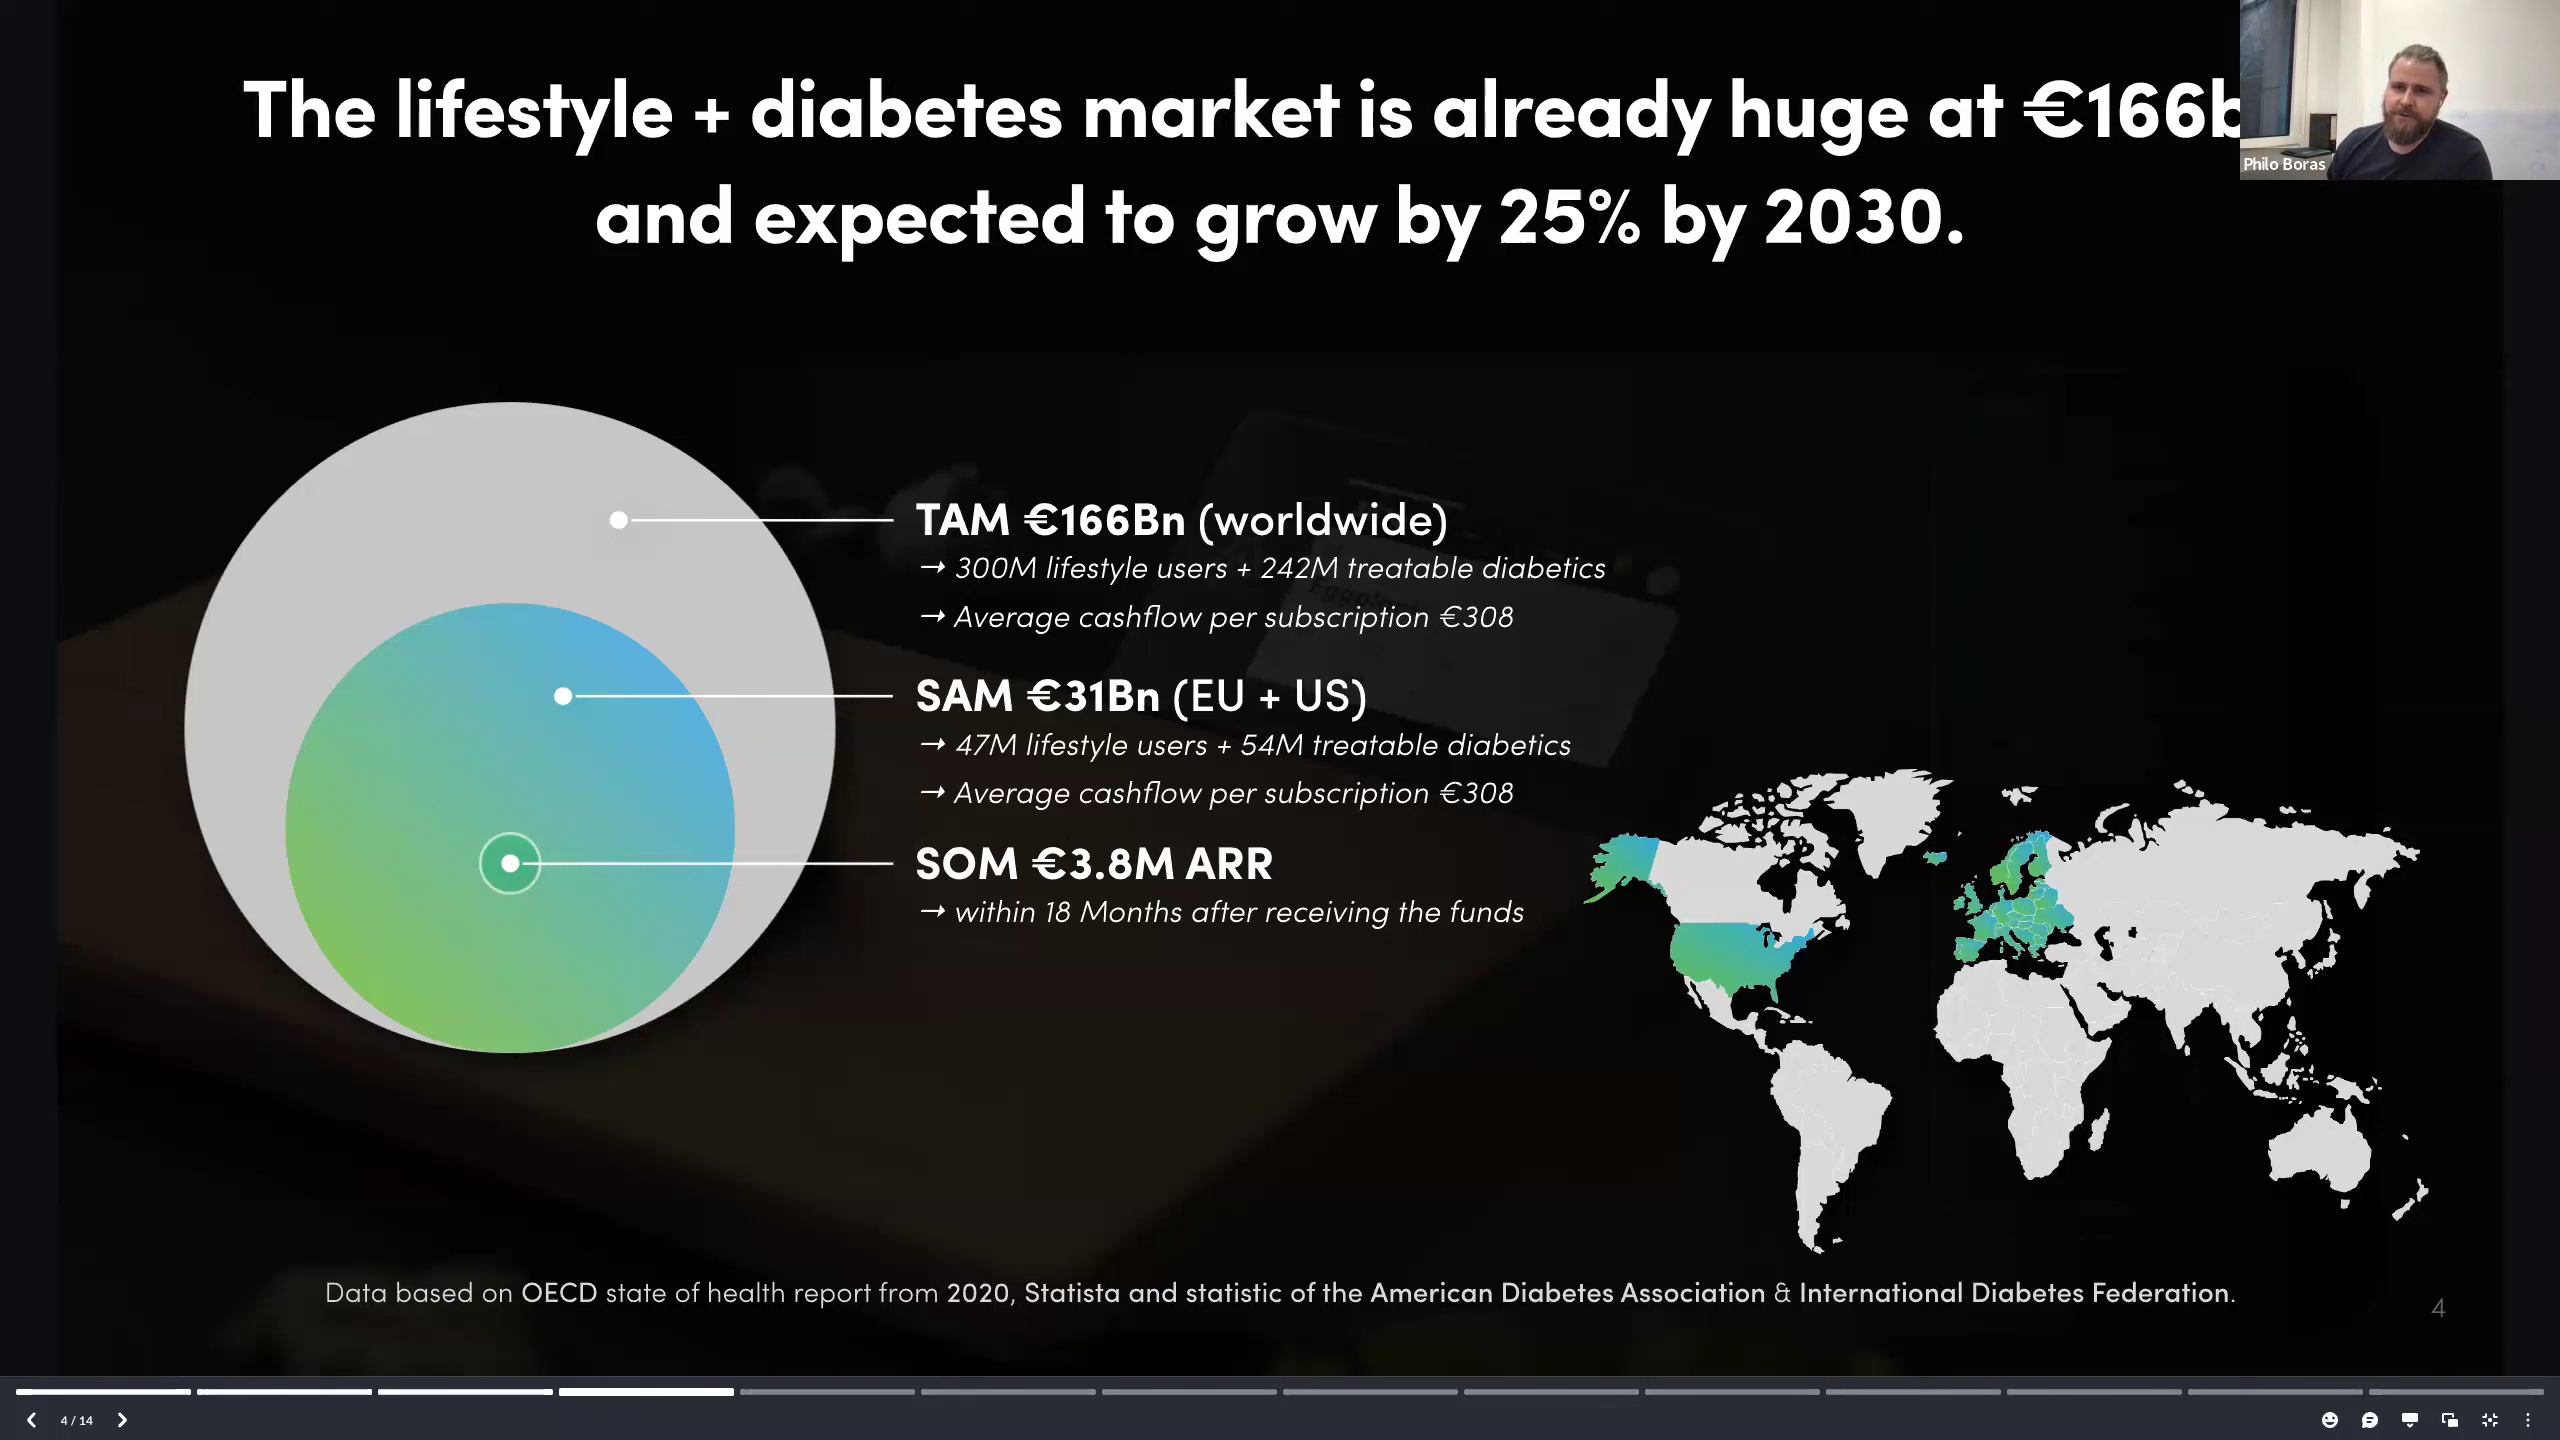 The lifestyle + diabetes market is already huge at €166b
and expected to grow by 25% by 2030.
Philo Boras
TAM €166Bn (worldwide)
→ 300M lifestyle users + 242M treatable diabetics
→ Average cashflow per subscription €308
SAM €31Bn (EU + US)
→ 47M lifestyle users + 54M treatable diabetics
→ Average cashflow per subscription €308
SOM €3.8M ARR
→ within 18 Months after receiving the funds
Data based on OECD state of health report from 2020, Statista and statistic of the American Diabetes Association & International Diabetes Federation.
4
4 / 14